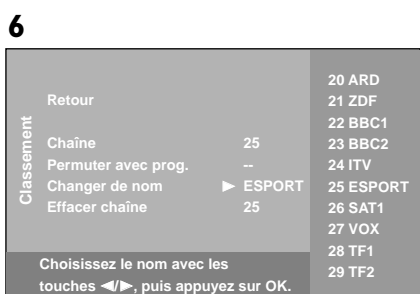 6
Classement
Retour
Chaîne 25
Permuter avec prog. --
Changer de nom ▶ ESPORT
Effacer chaîne 25
Choisissez le nom avec les
touches ◀/▶, puis appuyez sur OK.
20 ARD
21 ZDF
22 BBC1
23 BBC2
24 ITV
25 ESPORT
26 SAT1
27 VOX
28 TF1
29 TF2